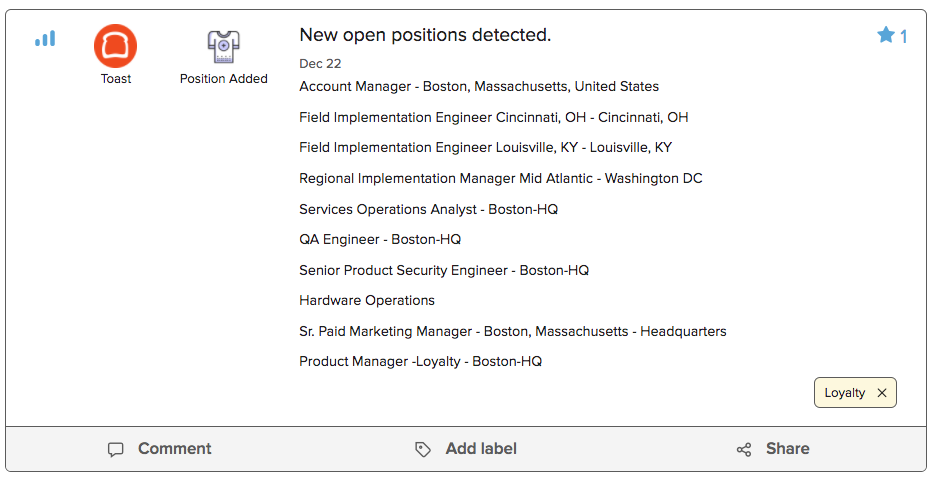 New open positions detected.
1
Toast
Position Added
Dec 22
Account Manager - Boston, Massachusetts, United States
Field Implementation Engineer Cincinnati, OH - Cincinnati, OH
Field Implementation Engineer Louisville, KY - Louisville, KY
Regional Implementation Manager Mid Atlantic - Washington DC
Services Operations Analyst - Boston-HQ
QA Engineer - Boston-HQ
Senior Product Security Engineer - Boston-HQ
Hardware Operations
Sr. Paid Marketing Manager - Boston, Massachusetts - Headquarters
Product Manager -Loyalty - Boston-HQ
Loyalty
Comment
Add label
Share